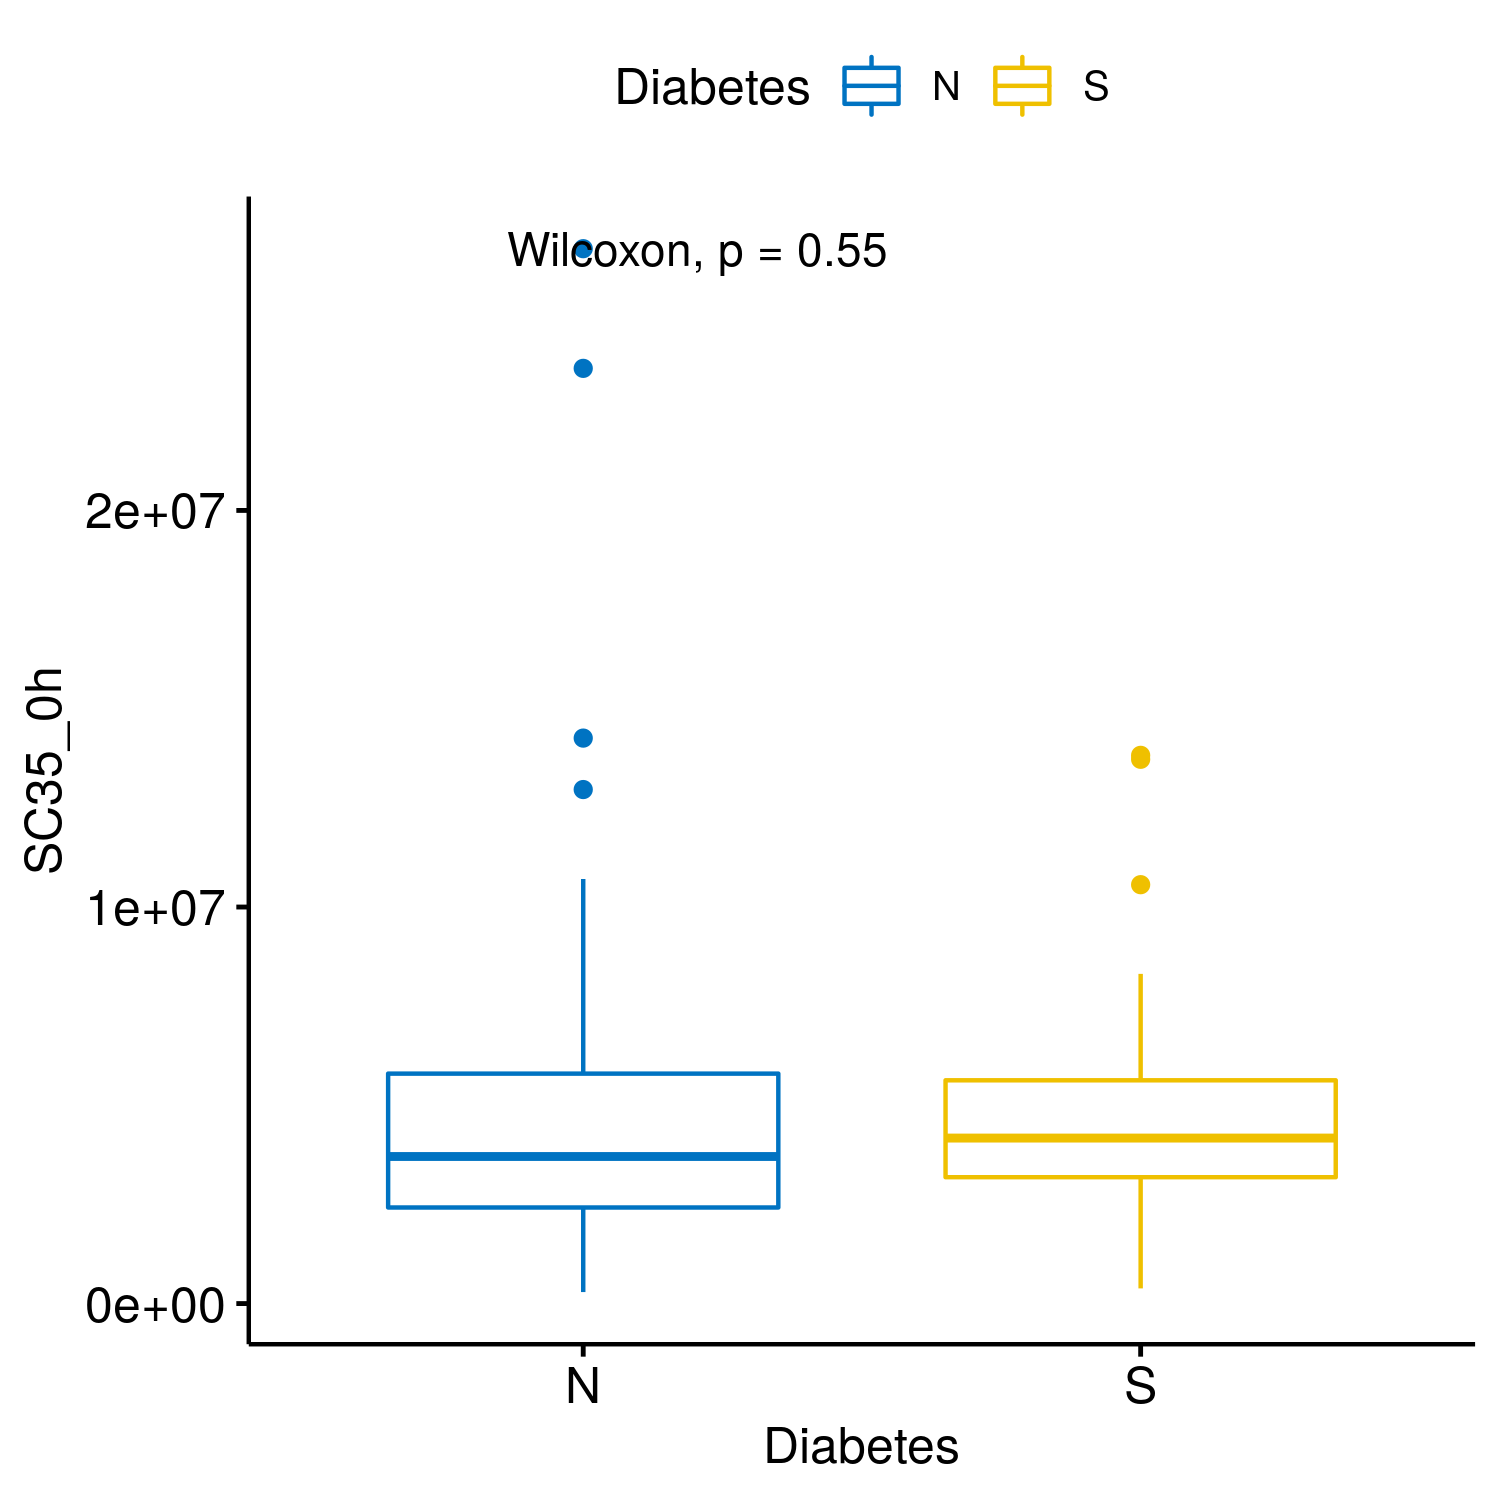 Diabetes N S
Wilcoxon, p = 0.55
2e+07
1e+07
0e+00
SC35_0h
N S
Diabetes